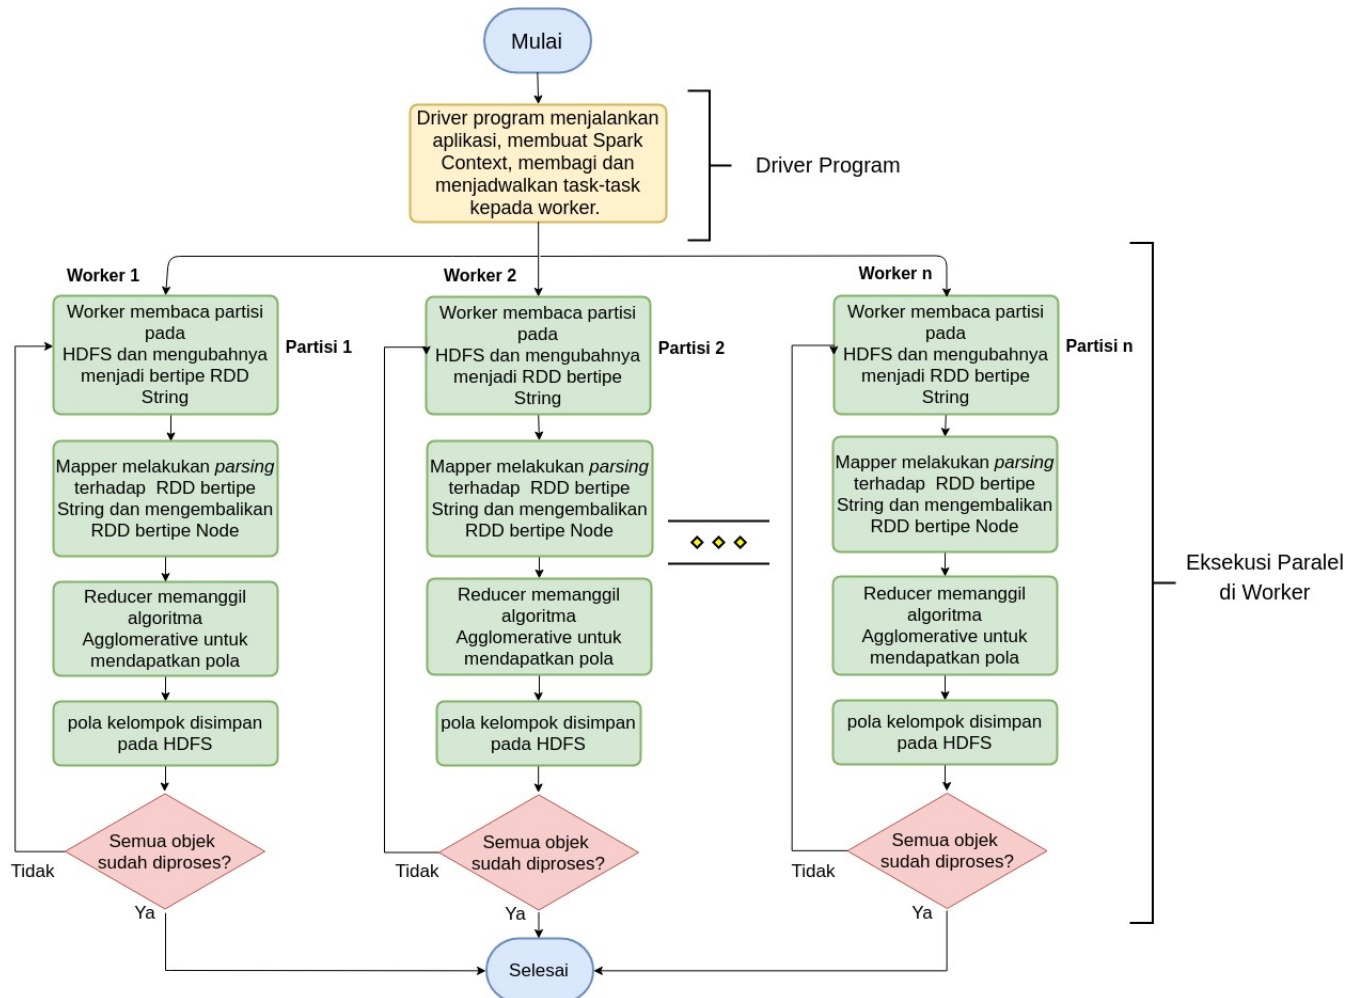 Mulai
Driver program menjalankan
aplikasi, membuat Spark
Context, membagi dan
menjadwalkan task-task
kepada worker.
Driver Program
Worker 1
Worker membaca partisi
pada
HDFS dan mengubahnya
menjadi bertipe RDD
String
Partisi 1
Mapper melakukan parsing
terhadap RDD bertipe
String dan mengembalikan
RDD bertipe Node
Reducer memanggil
algoritma
Agglomerative untuk
mendapatkan pola
pola kelompok disimpan
pada HDFS
Semua objek
sudah diproses?
Tidak
Ya
Worker 2
Worker membaca partisi
pada
HDFS dan mengubahnya
menjadi RDD bertipe
String
Partisi 2
Mapper melakukan parsing
terhadap RDD bertipe
String dan mengembalikan
RDD bertipe Node
Reducer memanggil
algoritma
Agglomerative untuk
mendapatkan pola
pola kelompok disimpan
pada HDFS
Semua objek
sudah diproses?
Tidak
Ya
Worker n
Worker membaca partisi
pada
HDFS dan mengubahnya
menjadi RDD bertipe
String
Partisi n
Mapper melakukan parsing
terhadap RDD bertipe
String dan mengembalikan
RDD bertipe Node
Reducer memanggil
algoritma
Agglomerative untuk
mendapatkan pola
pola kelompok disimpan
pada HDFS
Semua objek
sudah diproses?
Tidak
Ya
Eksekusi Paralel
di Worker
Selesai